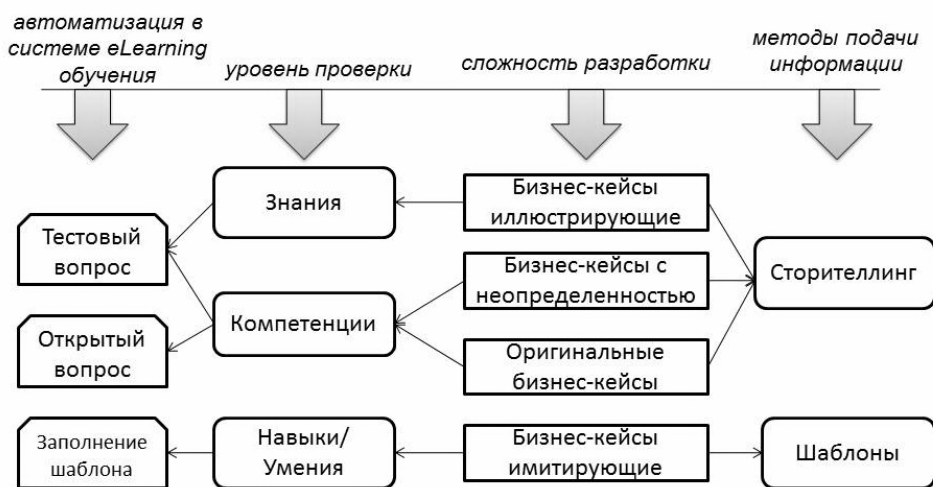 автоматизация в
системе eLearning
обучения
уровень проверки
сложность разработки
методы подачи
информации
Знания
Бизнес-кейсы
иллюстрирующие
Тестовый
вопрос
Бизнес-кейсы с
неопределенностью
Сторителлинг
Компетенции
Открытый
вопрос
Оригинальные
бизнес-кейсы
Заполнение
шаблона
Навыки/
Умения
Бизнес-кейсы
имитирующие
Шаблоны